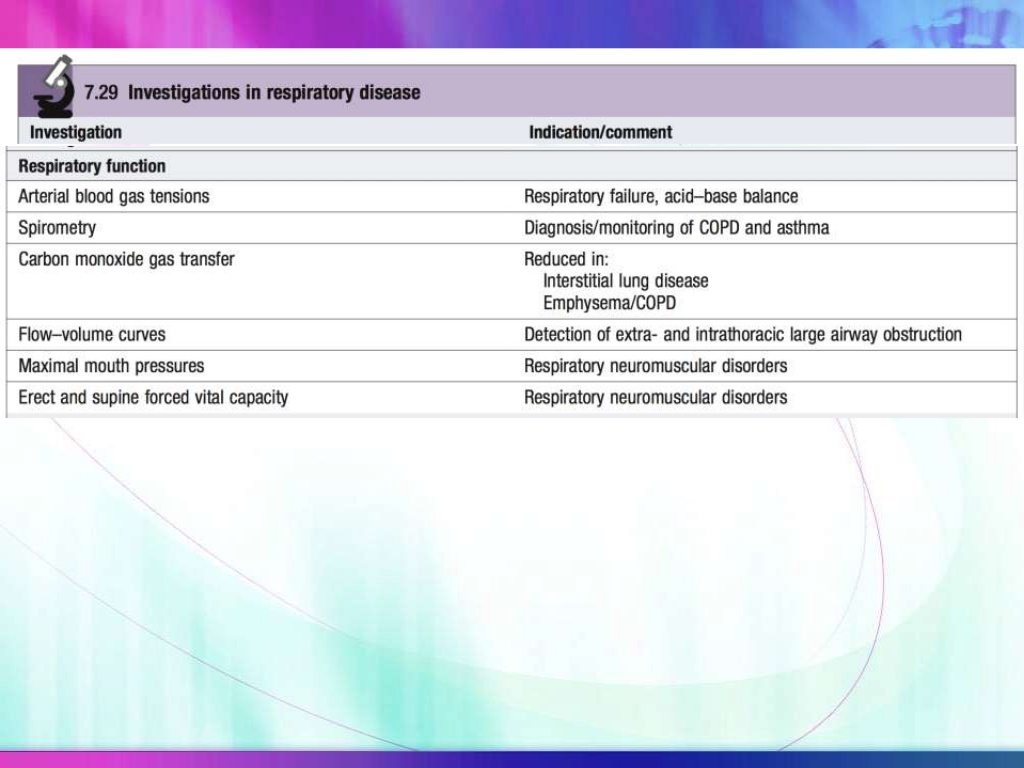 7.29 Investigations in respiratory disease
Investigation Indication/comment
Respiratory function
Arterial blood gas tensions Respiratory failure, acid–base balance
Spirometry Diagnosis/monitoring of COPD and asthma
Carbon monoxide gas transfer Reduced in:
Interstitial lung disease
Emphysema/COPD
Flow–volume curves Detection of extra- and intrathoracic large airway obstruction
Maximal mouth pressures Respiratory neuromuscular disorders
Erect and supine forced vital capacity Respiratory neuromuscular disorders